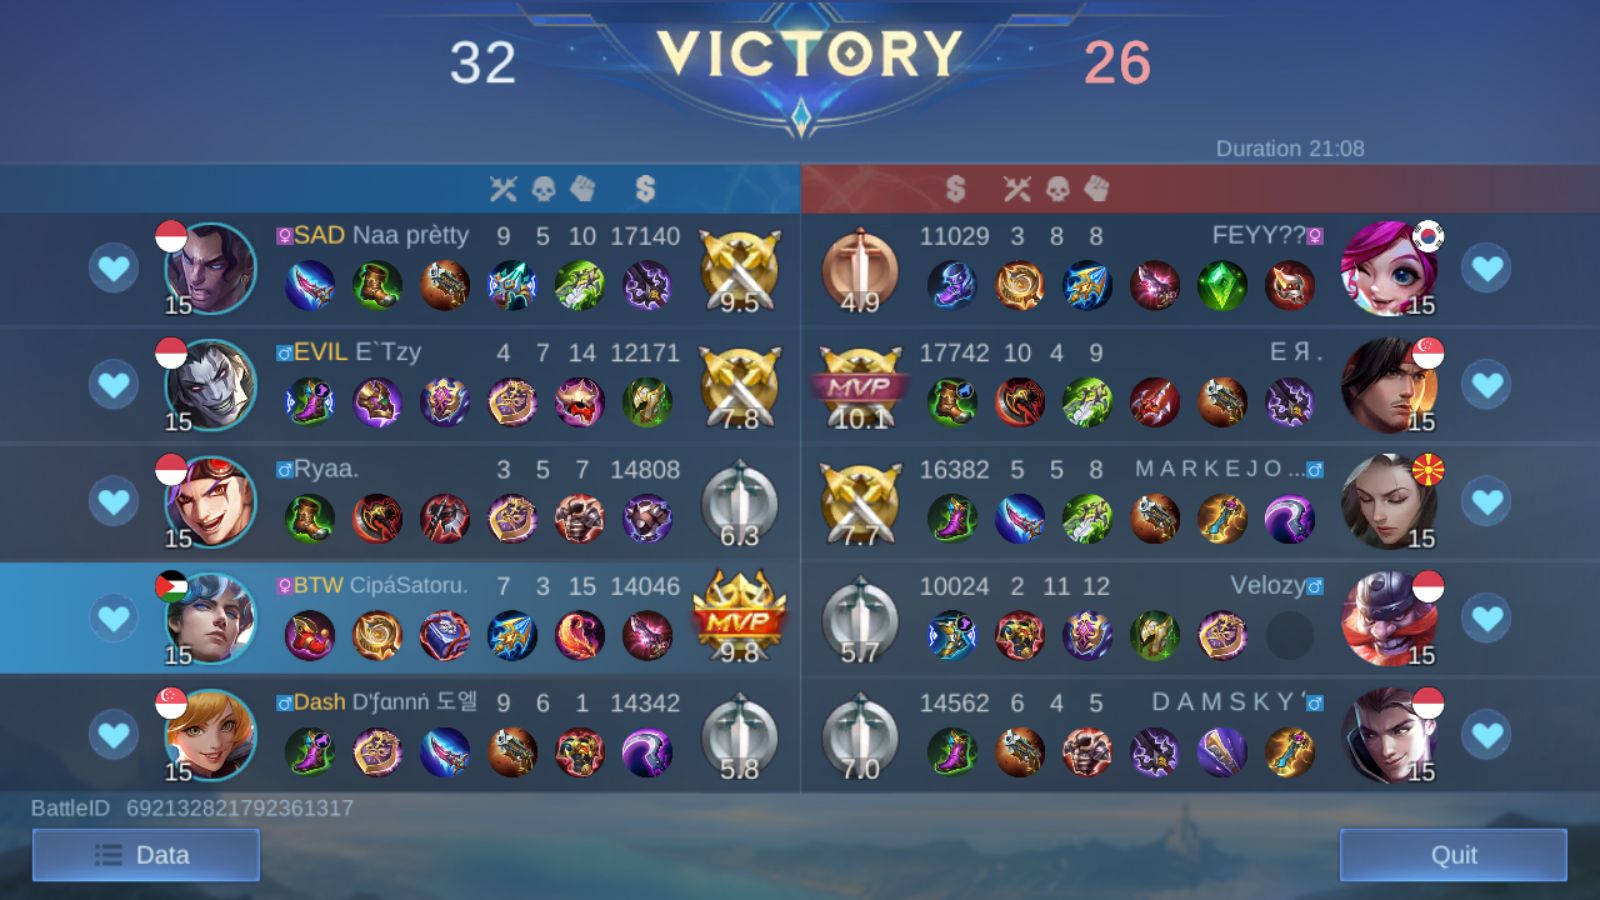 32 VICTORY 26
Duration 21:08
SAD Naa prètty 9 5 10 17140 9.5 15
EVIL E`Tzy 4 7 14 12171 7.8 15
Ryaa. 3 5 7 14808 6.3 15
BTW CipáSatoru. 7 3 15 14046 MVP 9.8 15
Dash D'ƒαnnṅ 도엘 9 6 1 14342 5.8 15
4.9 11029 3 8 8 FEYY?? 15
MVP 10.1 17742 10 4 9 E Я . 15
7.7 16382 5 5 8 M A R K E J O ... 15
5.7 10024 2 11 12 Velozy 15
7.0 14562 6 4 5 D A M S K Y ‘ 15
BattleID 692132821792361317
Data
Quit